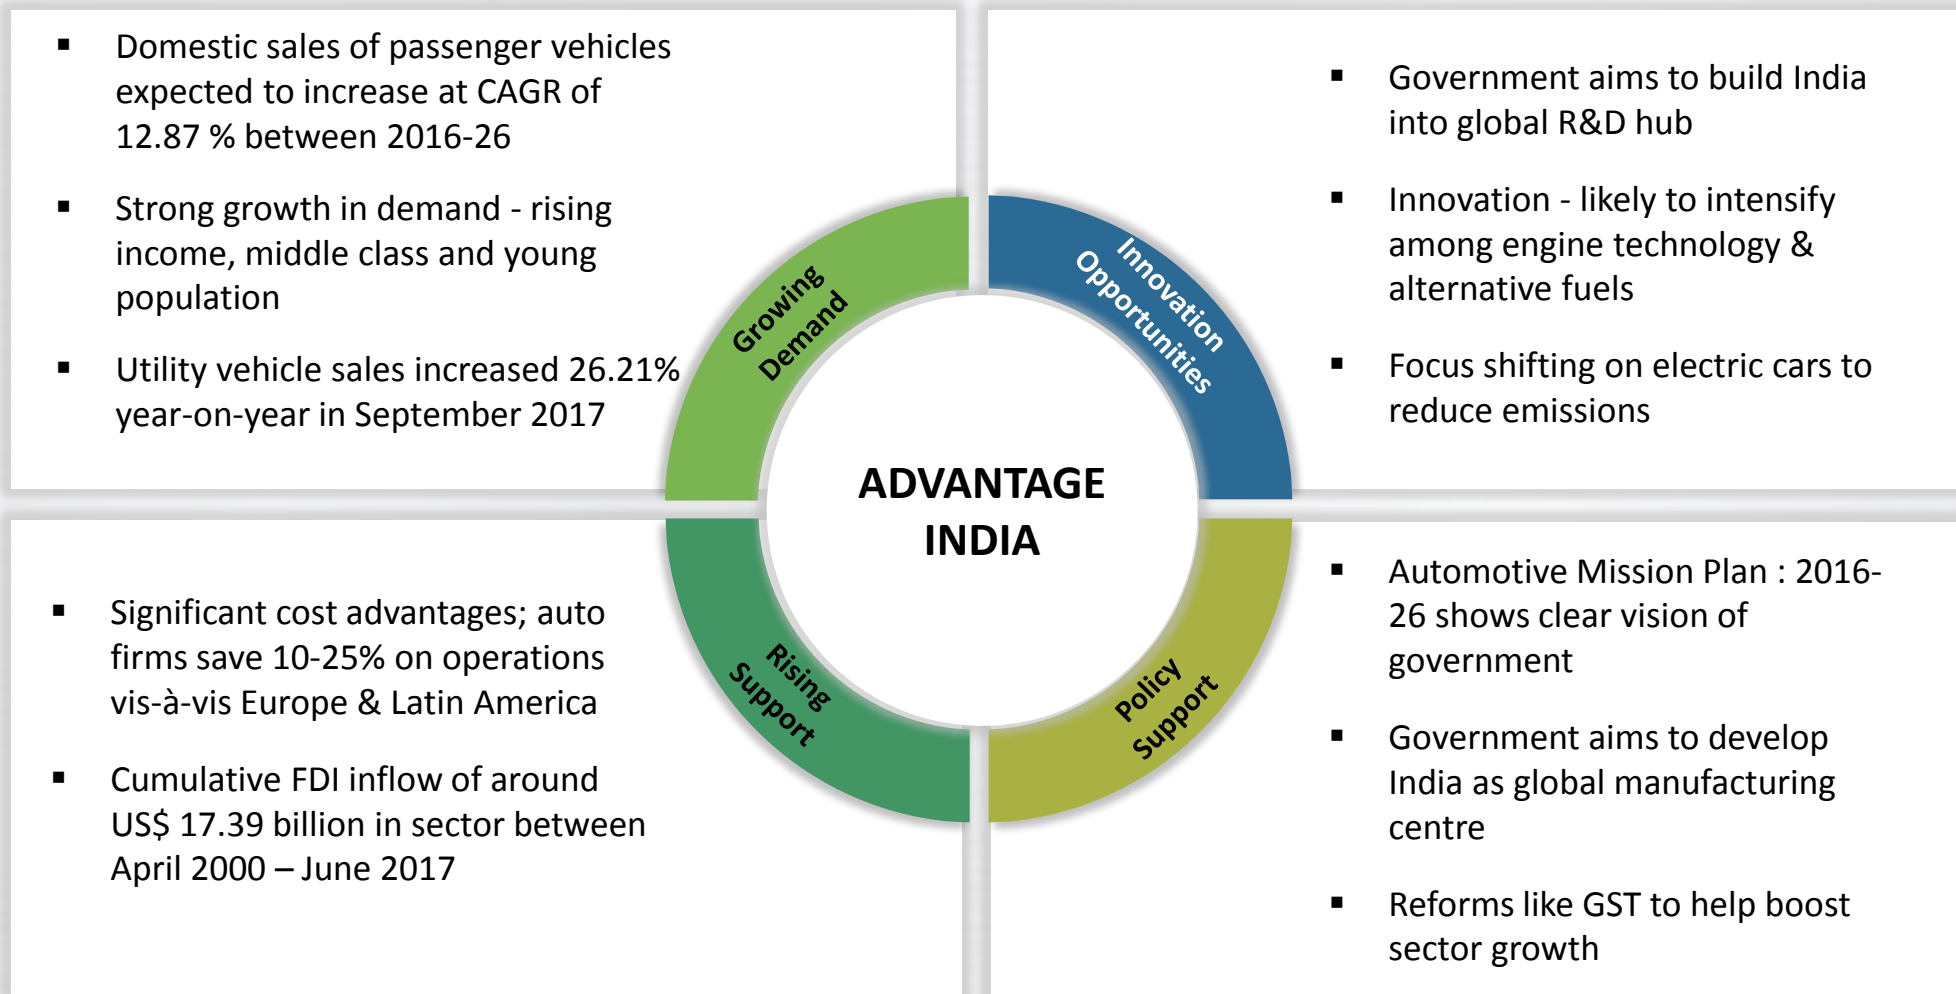 ▪ Domestic sales of passenger vehicles
expected to increase at CAGR of
12.87 % between 2016-26
▪ Strong growth in demand - rising
income, middle class and young
population
▪ Utility vehicle sales increased 26.21%
year-on-year in September 2017
▪ Government aims to build India
into global R&D hub
▪ Innovation - likely to intensify
among engine technology &
alternative fuels
▪ Focus shifting on electric cars to
reduce emissions
Growing
Demand
Innovation
Opportunities
ADVANTAGE
INDIA
Rising
Support
Policy
Support
▪ Significant cost advantages; auto
firms save 10-25% on operations
vis-à-vis Europe & Latin America
▪ Cumulative FDI inflow of around
US$ 17.39 billion in sector between
April 2000 – June 2017
▪ Automotive Mission Plan : 2016-
26 shows clear vision of
government
▪ Government aims to develop
India as global manufacturing
centre
▪ Reforms like GST to help boost
sector growth